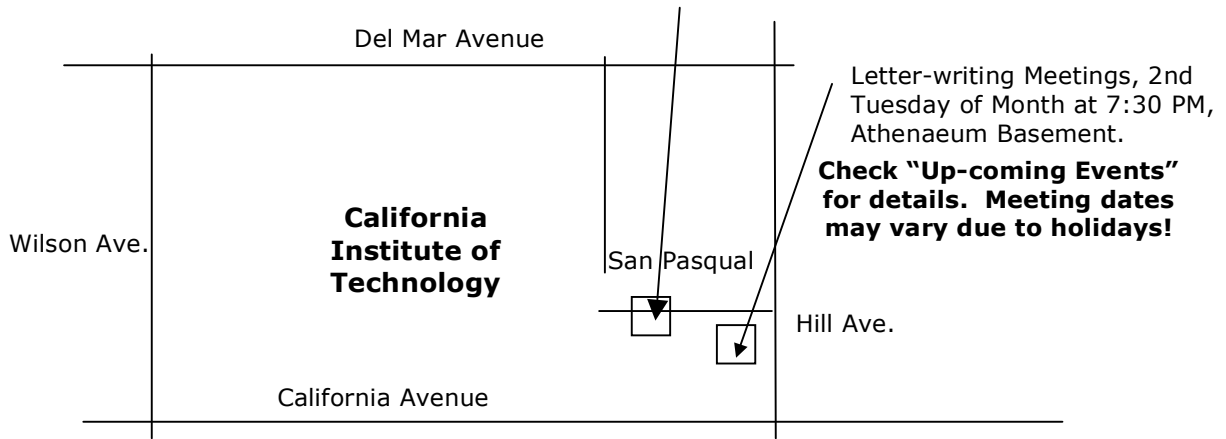 Del Mar Avenue
Letter-writing Meetings, 2nd
Tuesday of Month at 7:30 PM,
Athenaeum Basement.
Check “Up-coming Events”
for details.  Meeting dates
may vary due to holidays!
Wilson Ave.
California
Institute of
Technology
San Pasqual
Hill Ave.
California Avenue